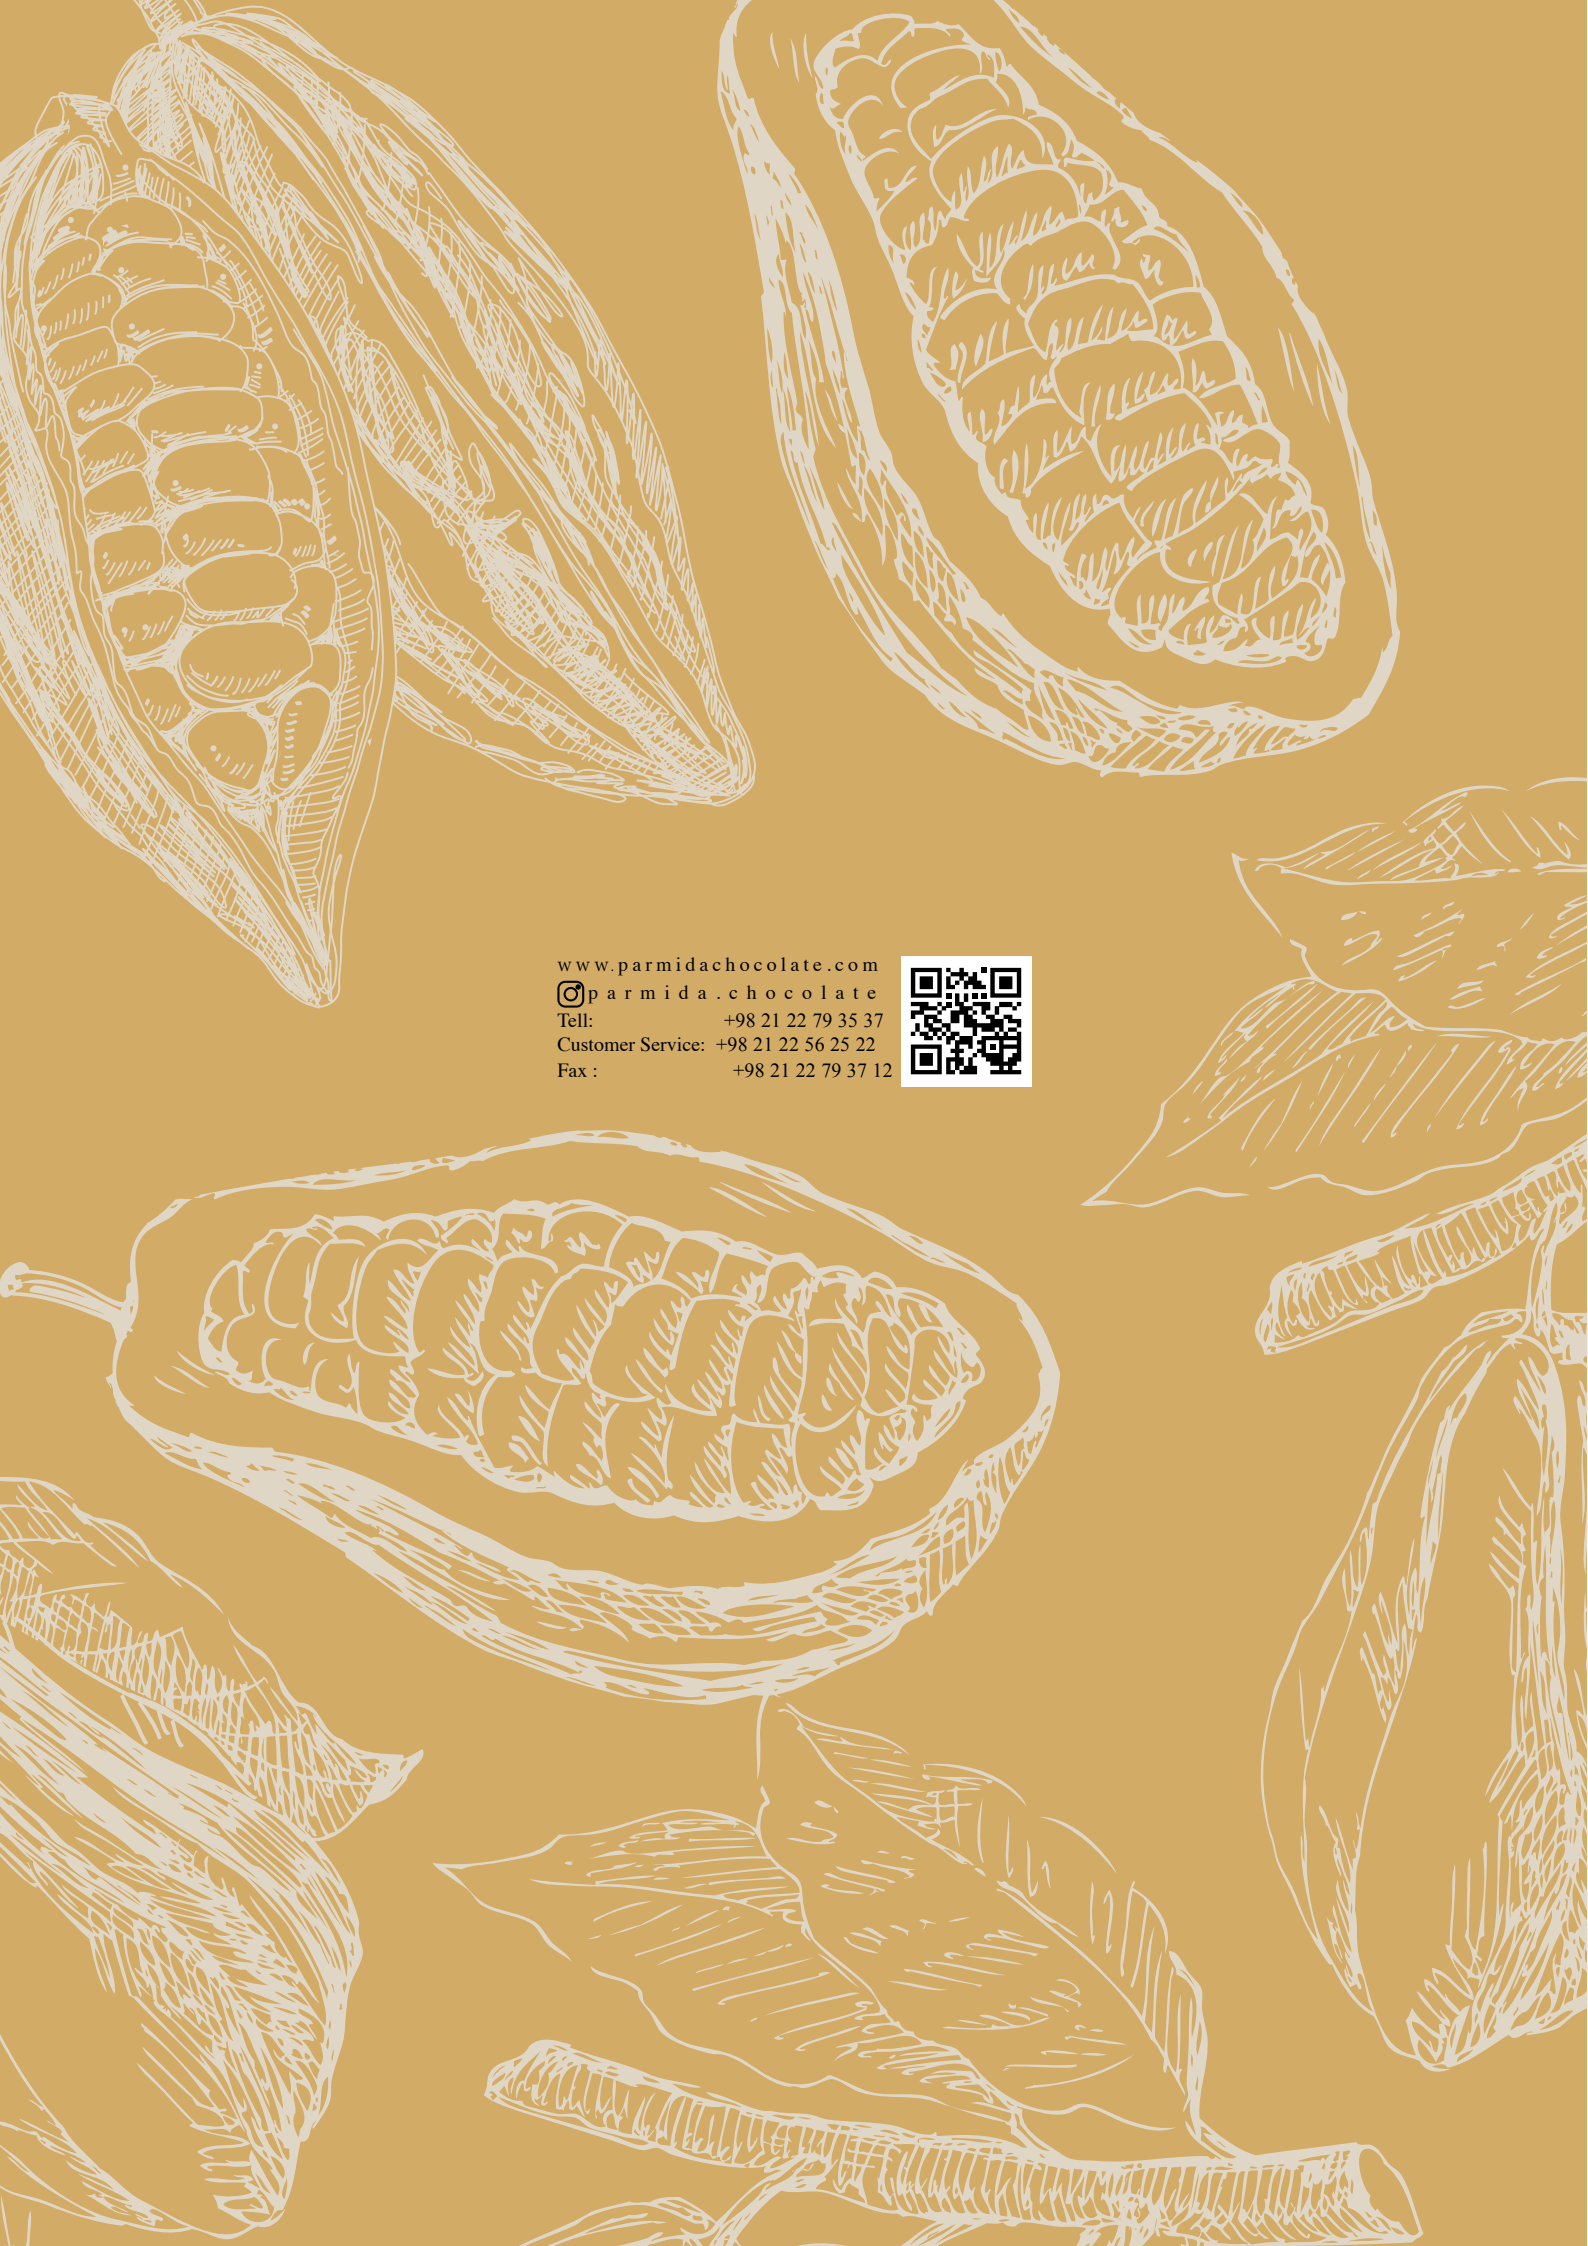 www.parmidachocolate.com
parmida.chocolate
Tell: +98 21 22 79 35 37
Customer Service: +98 21 22 56 25 22
Fax : +98 21 22 79 37 12